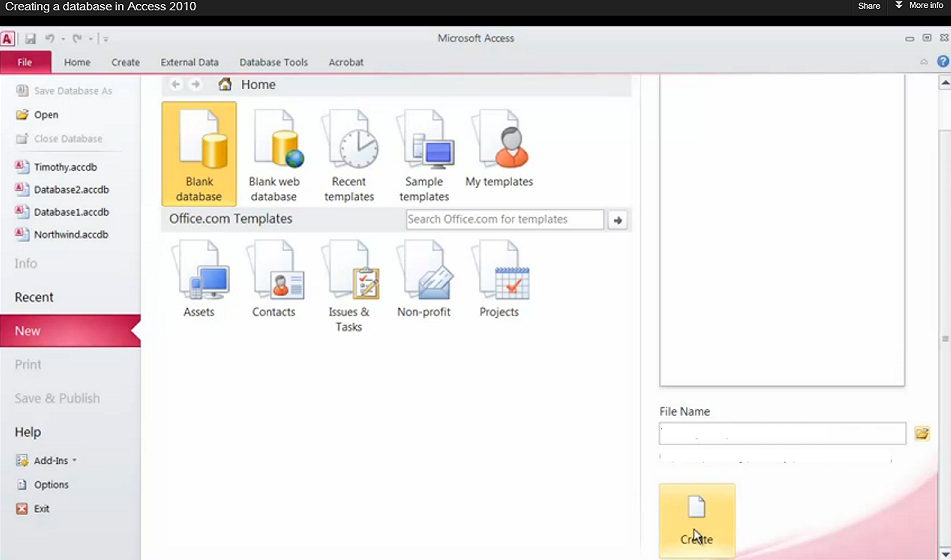 Creating a database in Access 2010
Share More info
Microsoft Access
File Home Create External Data Database Tools Acrobat
Save Database As
Open
Close Database
Timothy.accdb
Database2.accdb
Database1.accdb
Northwind.accdb
Info
Recent
New
Print
Save & Publish
Help
Add-Ins
Options
Exit
Home
Blank database
Blank web database
Recent templates
Sample templates
My templates
Office.com Templates
Search Office.com for templates
Assets
Contacts
Issues & Tasks
Non-profit
Projects
File Name
Create